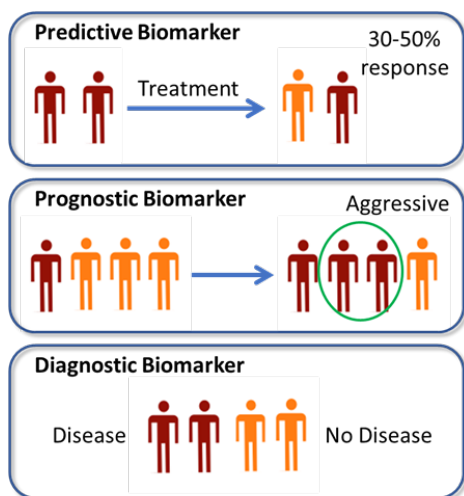 Predictive Biomarker
30-50%
response
Treatment
Prognostic Biomarker
Aggressive
Diagnostic Biomarker
Disease
No Disease